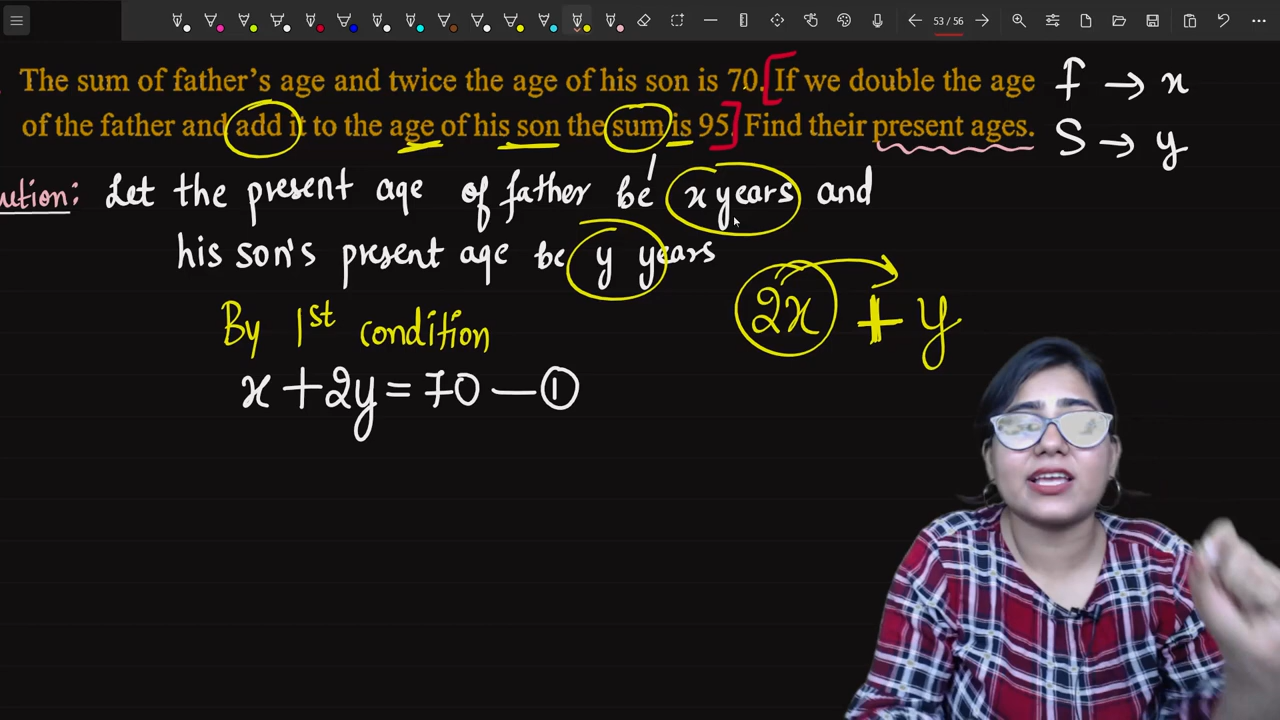 53 / 56
The sum of father's age and twice the age of his son is 70. If we double the age
of the father and add it to the age of his son the sum is 95. Find their present ages.
f → x
S → y
ution: Let the present age of father be x years and
his son's present age be y years
2x + y
By 1st condition
x + 2y = 70 — ①